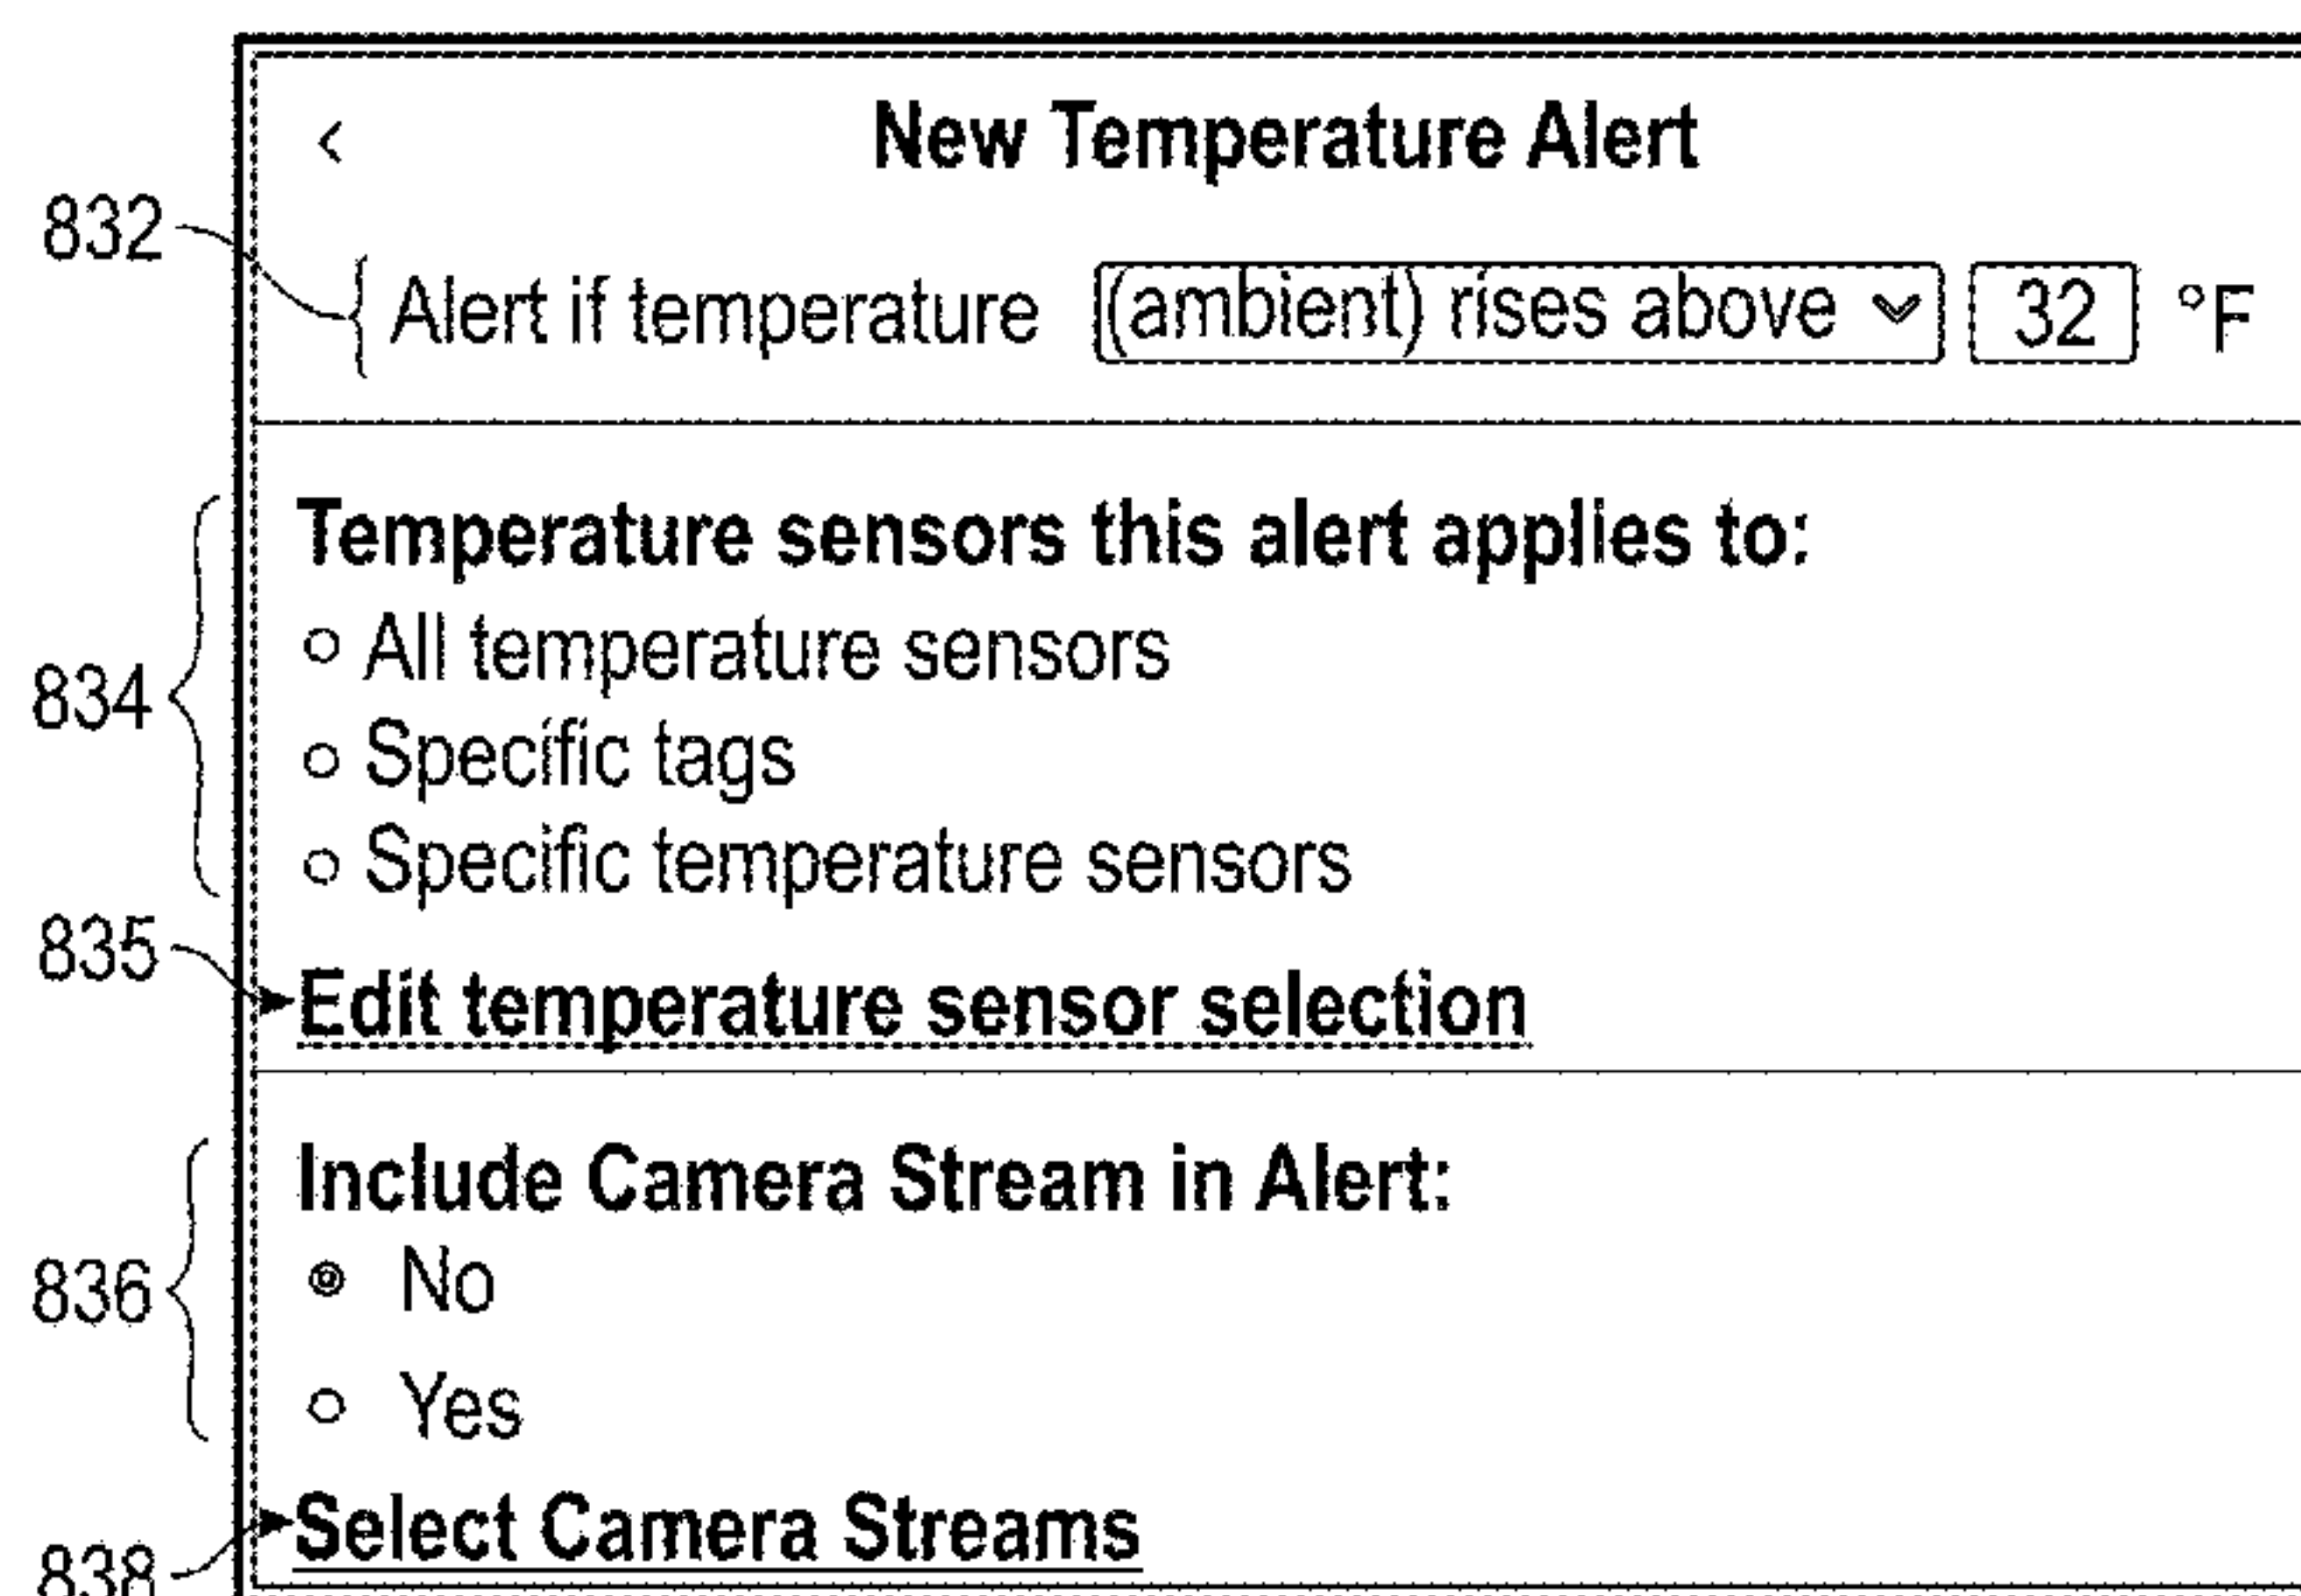 < New Temperature Alert
832
Alert if temperature (ambient) rises above 32 °F
Temperature sensors this alert applies to:
All temperature sensors
834
Specific tags
Specific temperature sensors
835
Edit temperature sensor selection
Include Camera Stream in Alert:
836
No
Yes
Select Camera Streams
838